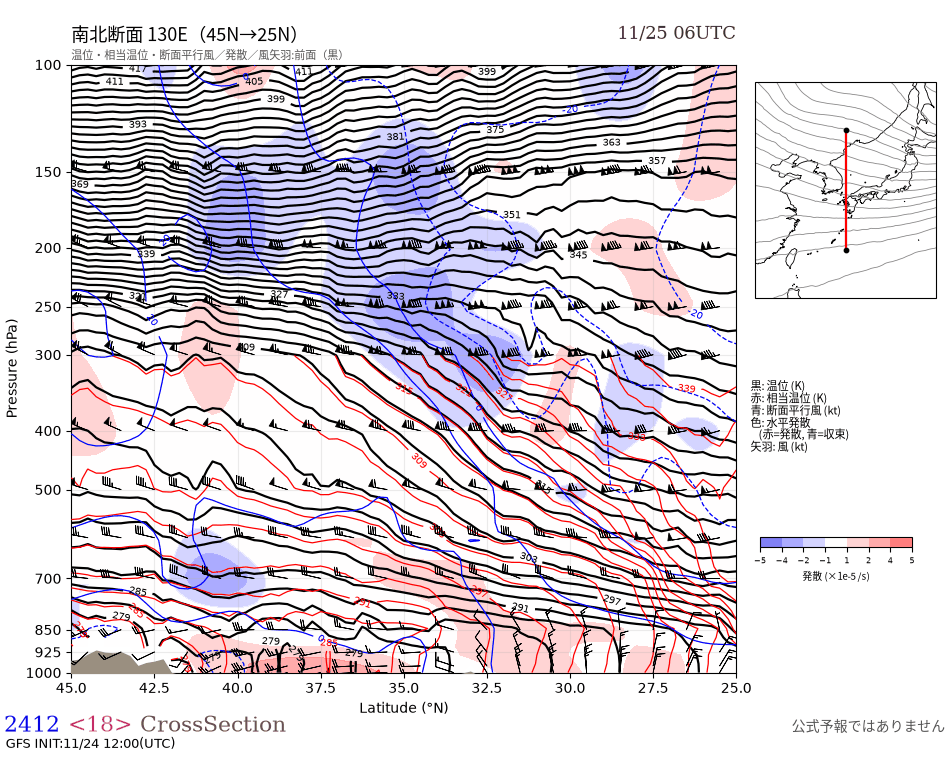 南北断面 130E（45N→25N）
11/25 06UTC
温位・相当温位・断面平行風／発散／風矢羽:前面（黒）
100
150
200
250
300
400
500
700
850
925
1000
Pressure (hPa)
45.0 42.5 40.0 37.5 35.0 32.5 30.0 27.5 25.0
Latitude (°N)
417
411
411
405
399
399
393
381
375
363
357
369
351
345
339
333
327
303
297
291
285
279
279
279
339
327
309
291
-20
-20
黒: 温位 (K)
赤: 相当温位 (K)
青: 断面平行風 (kt)
色: 水平発散
(赤=発散, 青=収束)
矢羽: 風 (kt)
−5 −4 −3 −2 −1 1 2 3 4 5
発散 (×1e-5 /s)
2412 <18> CrossSection
公式予報ではありません
GFS INIT:11/24 12:00(UTC)